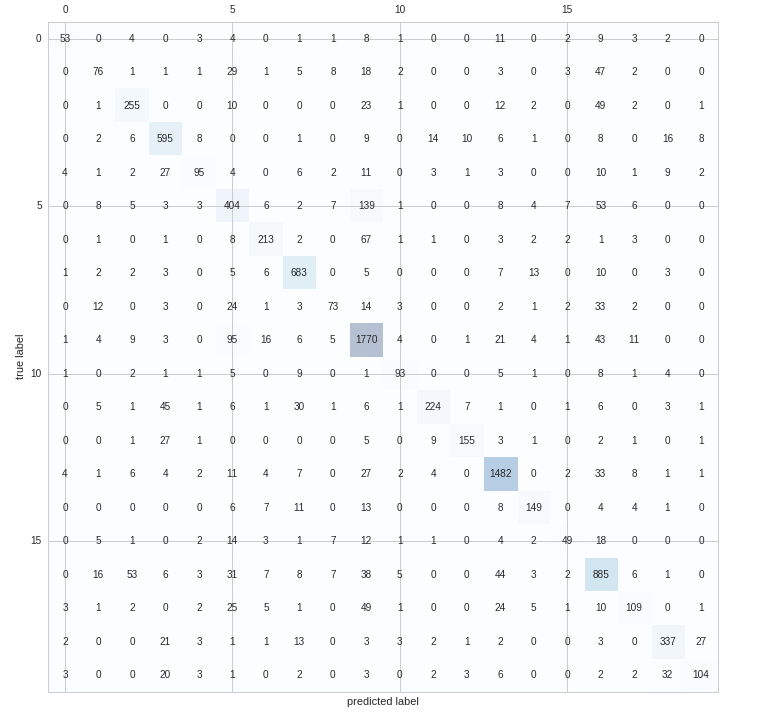 0 5 10 15
0 53 0 4 0 3 4 0 1 1 8 1 0 0 11 0 2 9 3 2 0
0 76 1 1 1 29 1 5 8 18 2 0 0 3 0 3 47 2 0 0
0 1 255 0 0 10 0 0 0 23 1 0 0 12 2 0 49 2 0 1
0 2 6 595 8 0 0 1 0 9 0 14 10 6 1 0 8 0 16 8
4 1 2 27 95 4 0 6 2 11 0 3 1 3 0 0 10 1 9 2
5 0 8 5 3 3 404 6 2 7 139 1 0 0 8 4 7 53 6 0 0
0 1 0 1 0 8 213 2 0 67 1 1 0 3 2 2 1 3 0 0
1 2 2 3 0 5 6 683 0 5 0 0 0 7 13 0 10 0 3 0
0 12 0 3 0 24 1 3 73 14 3 0 0 2 1 2 33 2 0 0
1 4 9 3 0 95 16 6 5 1770 4 0 1 21 4 1 43 11 0 0
10 1 0 2 1 1 5 0 9 0 1 93 0 0 5 1 0 8 1 4 0
0 5 1 45 1 6 1 30 1 6 1 224 7 1 0 1 6 0 3 1
0 0 1 27 1 0 0 0 0 5 0 9 155 3 1 0 2 1 0 1
4 1 6 4 2 11 4 7 0 27 2 4 0 1482 0 2 33 8 1 1
0 0 0 0 0 6 7 11 0 13 0 0 0 8 149 0 4 4 1 0
15 0 5 1 0 2 14 3 1 7 12 1 1 0 4 2 49 18 0 0 0
0 16 53 6 3 31 7 8 7 38 5 0 0 44 3 2 885 6 1 0
3 1 2 0 2 25 5 1 0 49 1 0 0 24 5 1 10 109 0 1
2 0 0 21 3 1 1 13 0 3 3 2 1 2 0 0 3 0 337 27
3 0 0 20 3 1 0 2 0 3 0 2 3 6 0 0 2 2 32 104
true label
predicted label